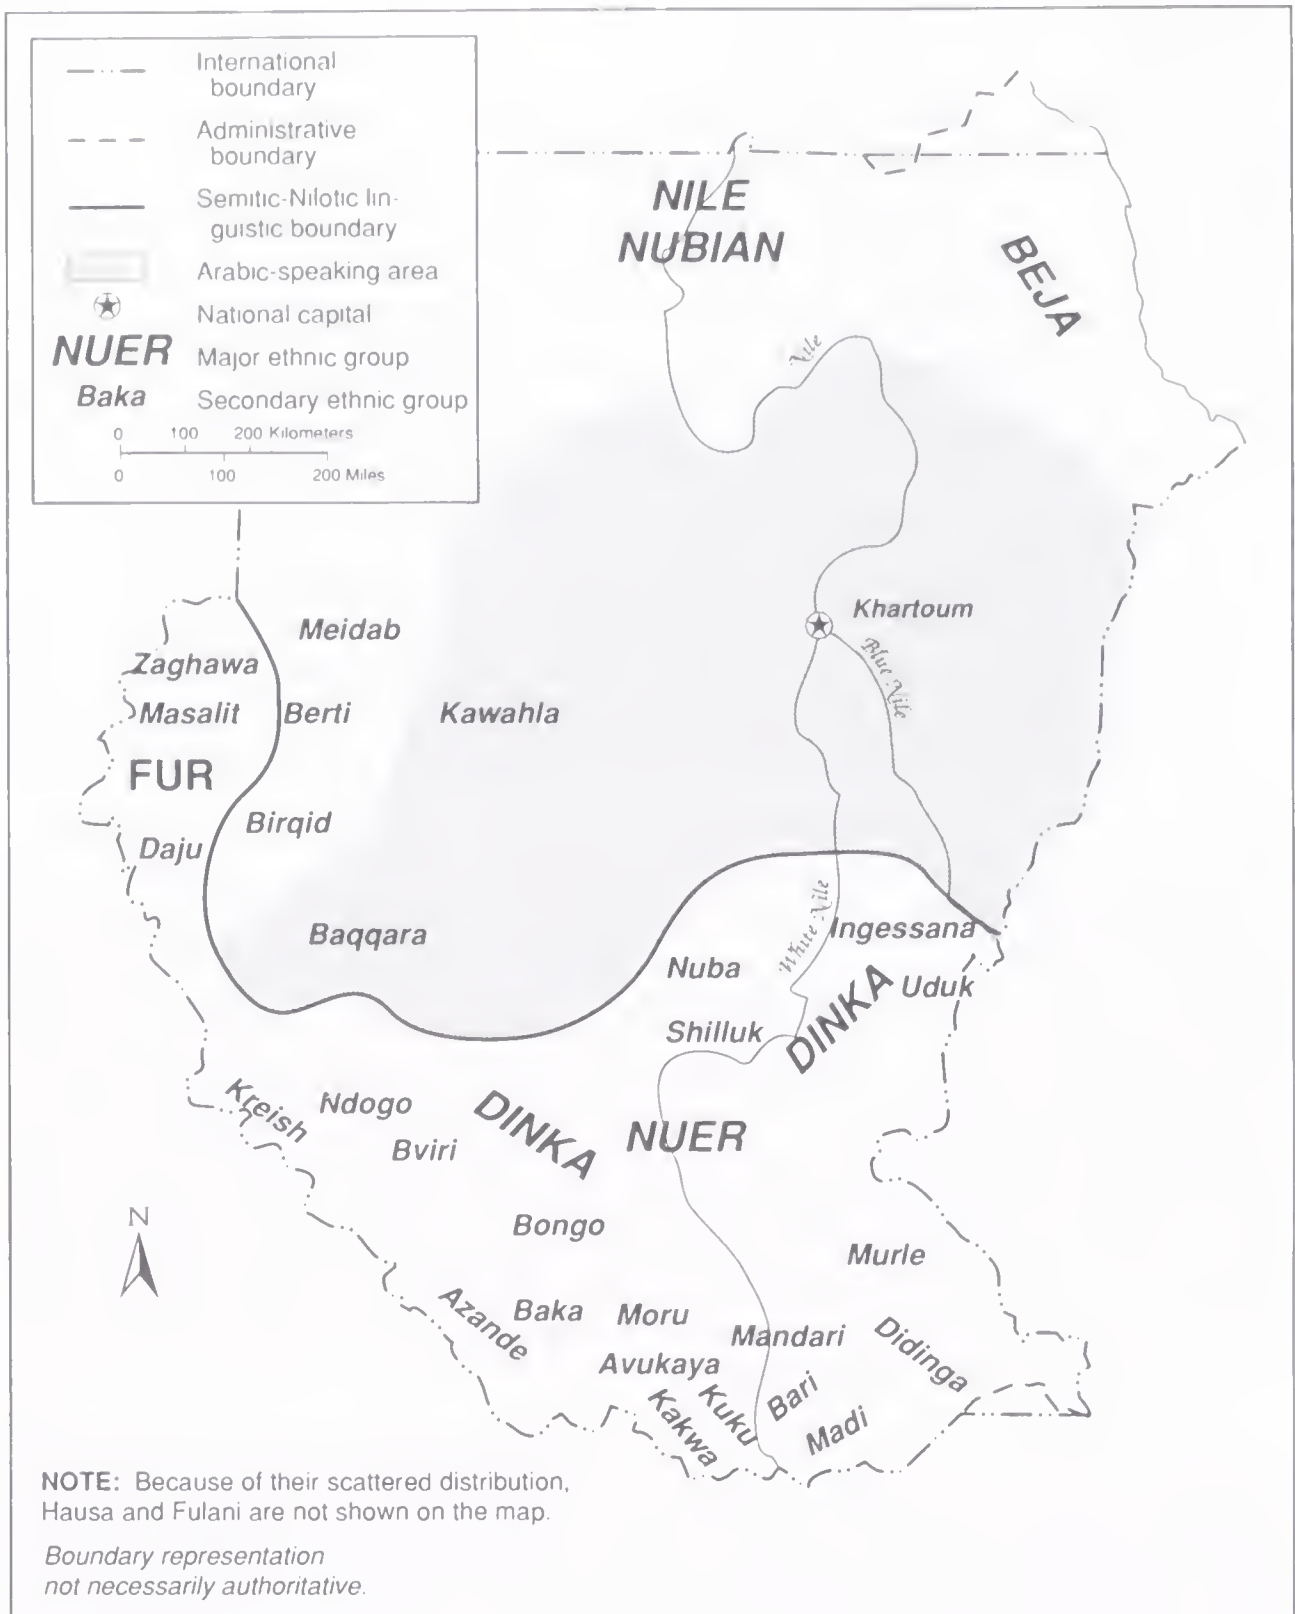 International
boundary
Administrative
boundary
Semitic-Nilotic lin-
guistic boundary
Arabic-speaking area
National capital
NUER Major ethnic group
Baka Secondary ethnic group
0 100 200 Kilometers
0 100 200 Miles
NILE
NUBIAN
BEJA
Nile
Khartoum
Blue Nile
Meidab
Zaghawa
Masalit
Berti
Kawahla
FUR
Birqid
Daju
Baqqara
White Nile
Ingessana
Nuba
Uduk
DINKA
Shilluk
Kreish
Ndogo
DINKA
NUER
Bviri
Bongo
Murle
N
Azande
Baka
Moru
Mandari
Didinga
Avukaya
Kuku
Bari
Kakwa
Madi
NOTE: Because of their scattered distribution,
Hausa and Fulani are not shown on the map.
Boundary representation
not necessarily authoritative.